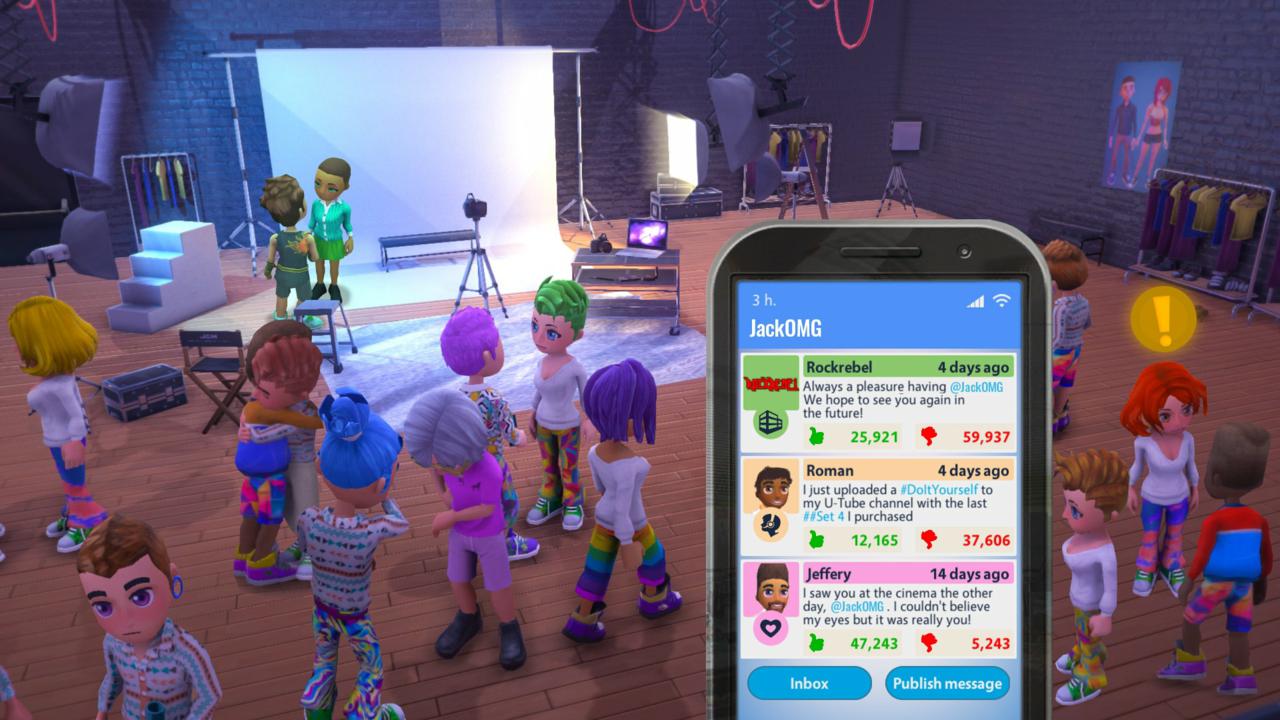 3 h.
JackOMG
Rockrebel 4 days ago
Always a pleasure having @JackOMG
We hope to see you again in
the future!
25,921 59,937
Roman 4 days ago
I just uploaded a #DoItYourself to
my U-Tube channel with the last
##Set 4 I purchased
12,165 37,606
Jeffery 14 days ago
I saw you at the cinema the other
day, @JackOMG . I couldn't believe
my eyes but it was really you!
47,243 5,243
Inbox Publish message